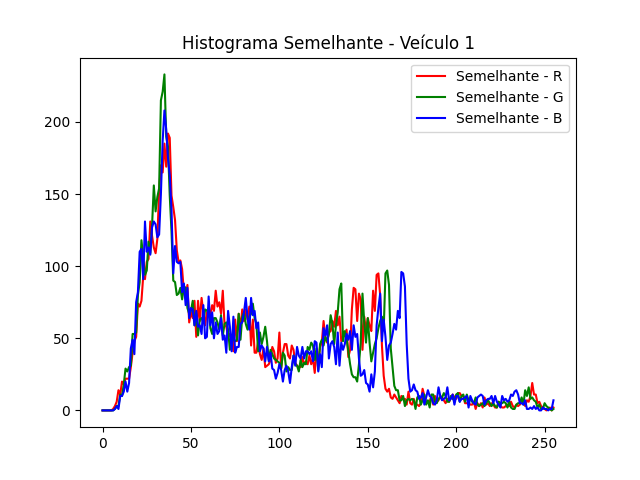 Histograma Semelhante - Veículo 1
Semelhante - R
Semelhante - G
Semelhante - B
200
150
100
50
0
0 50 100 150 200 250